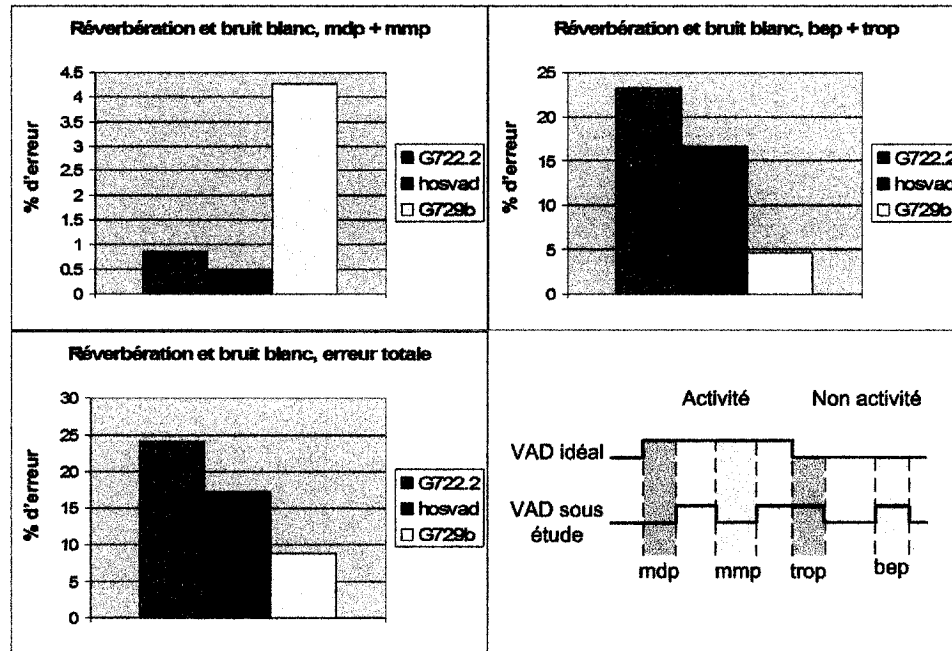 Réverbération et bruit blanc, mdp + mmp
% d'erreur
4.5
4
3.5
3
2.5
2
1.5
1
0.5
0
G722.2
hosvad
G729b
Réverbération et bruit blanc, bep + trop
% d'erreur
25
20
15
10
5
0
G722.2
hosvad
G729b
Réverbération et bruit blanc, erreur totale
% d'erreur
30
25
20
15
10
5
0
G722.2
hosvad
G729b
Activité Non activité
VAD idéal
VAD sous
étude
mdp mmp trop bep